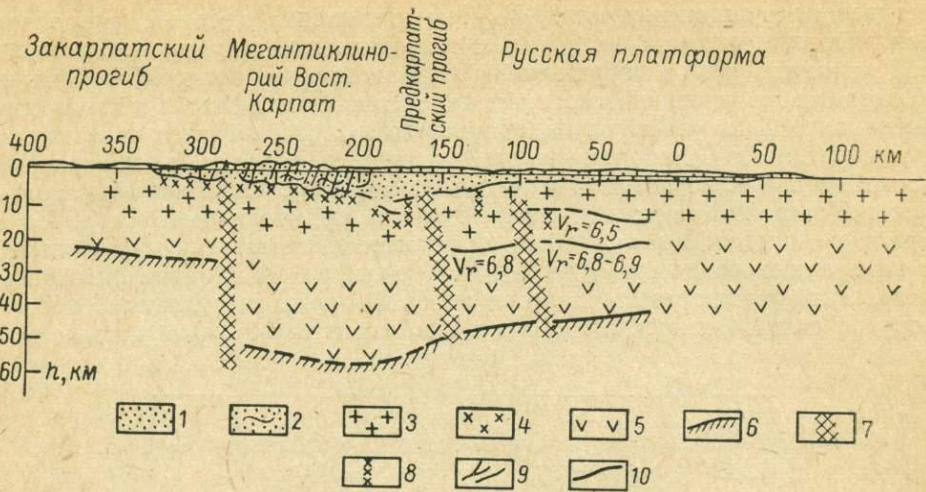 Закарпатский
прогиб
Мегантиклино-
рий Вост.
Карпат
Предкарпат-
ский прогиб
Русская платформа
400 350 300 250 200 150 100 50 0 50 100 км
0
10
20
30
40
50
60
h, км
Vr=6,5
Vr=6,8
Vr=6,8-6,9
1 2 3 4 5 6 7
8 9 10